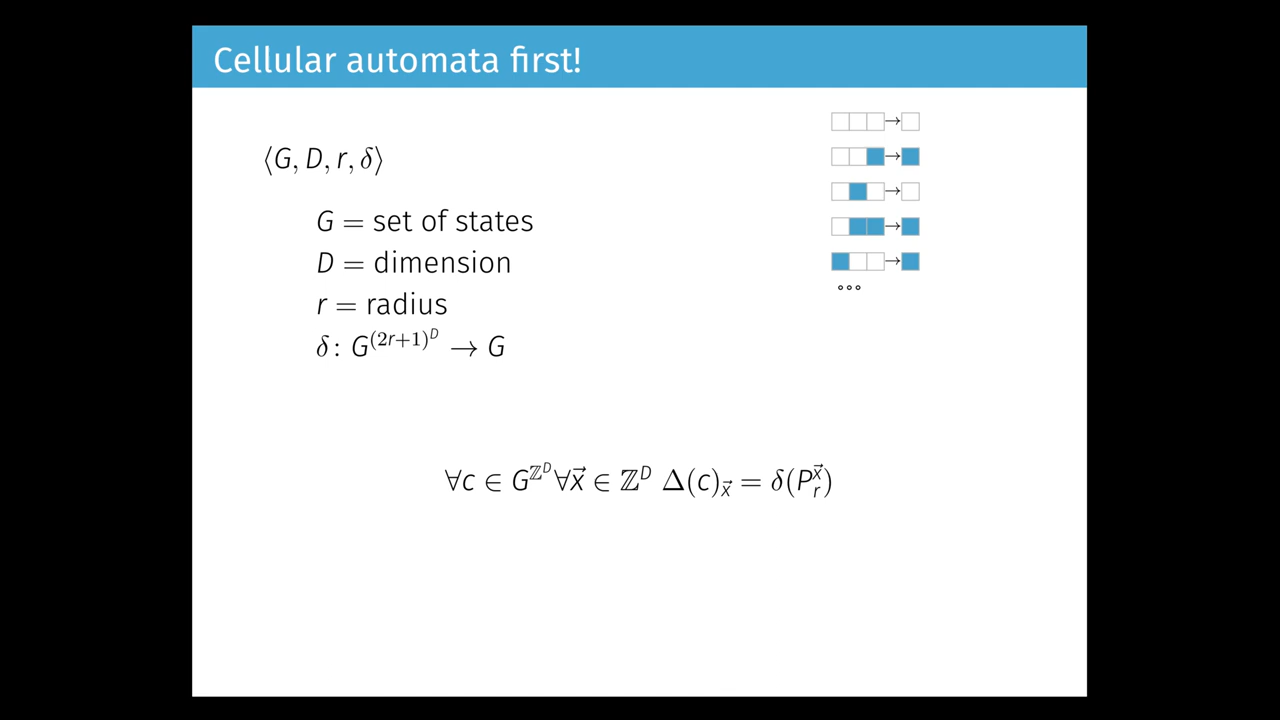 Cellular automata first!
⟨G, D, r, δ⟩
G = set of states
D = dimension
r = radius
δ: G^{(2r+1)^D} → G
∀c ∈ G^{ℤ^D} ∀x⃗ ∈ ℤ^D Δ(c)_{x⃗} = δ(P_r^{x⃗})